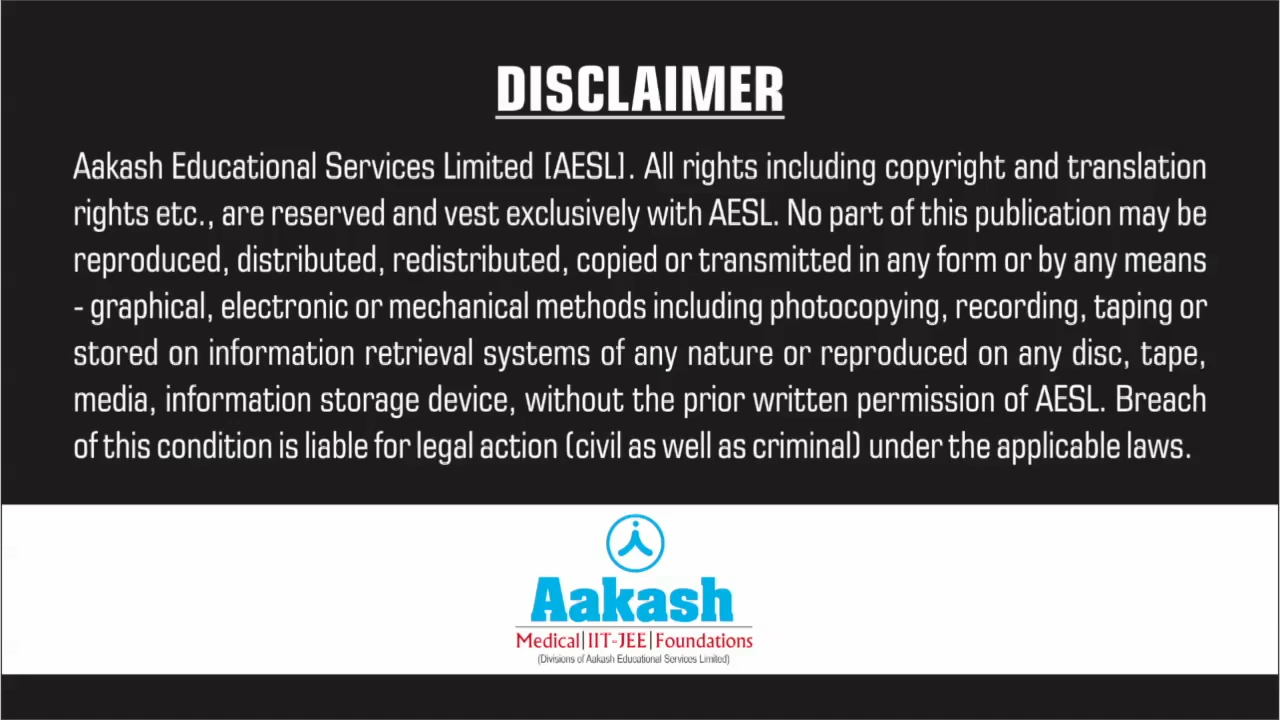 DISCLAIMER
Aakash Educational Services Limited [AESL]. All rights including copyright and translation
rights etc., are reserved and vest exclusively with AESL. No part of this publication may be
reproduced, distributed, redistributed, copied or transmitted in any form or by any means
- graphical, electronic or mechanical methods including photocopying, recording, taping or
stored on information retrieval systems of any nature or reproduced on any disc, tape,
media, information storage device, without the prior written permission of AESL. Breach
of this condition is liable for legal action (civil as well as criminal) under the applicable laws.
Aakash
Medical|IIT-JEE|Foundations
(Divisions of Aakash Educational Services Limited)